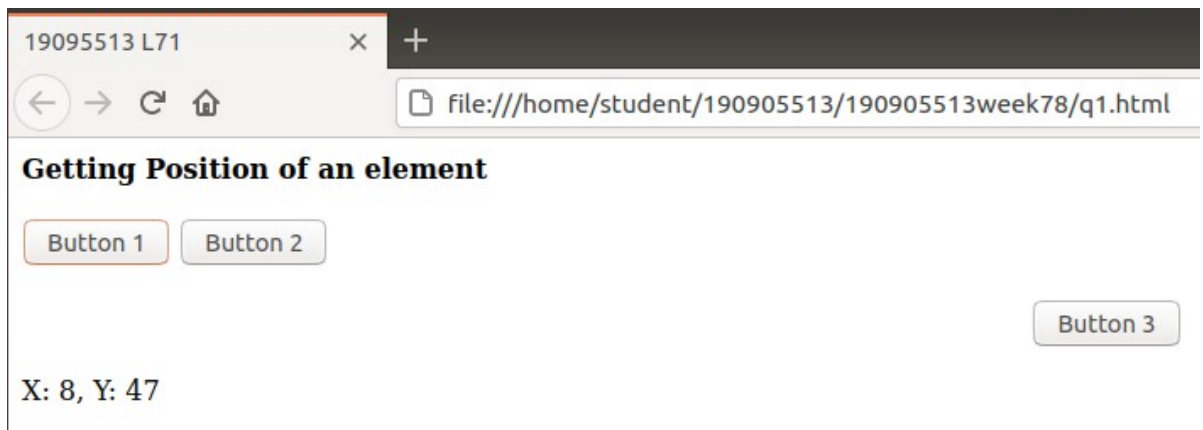 19095513 L71
file:///home/student/190905513/190905513week78/q1.html
Getting Position of an element
Button 1 Button 2
Button 3
X: 8, Y: 47